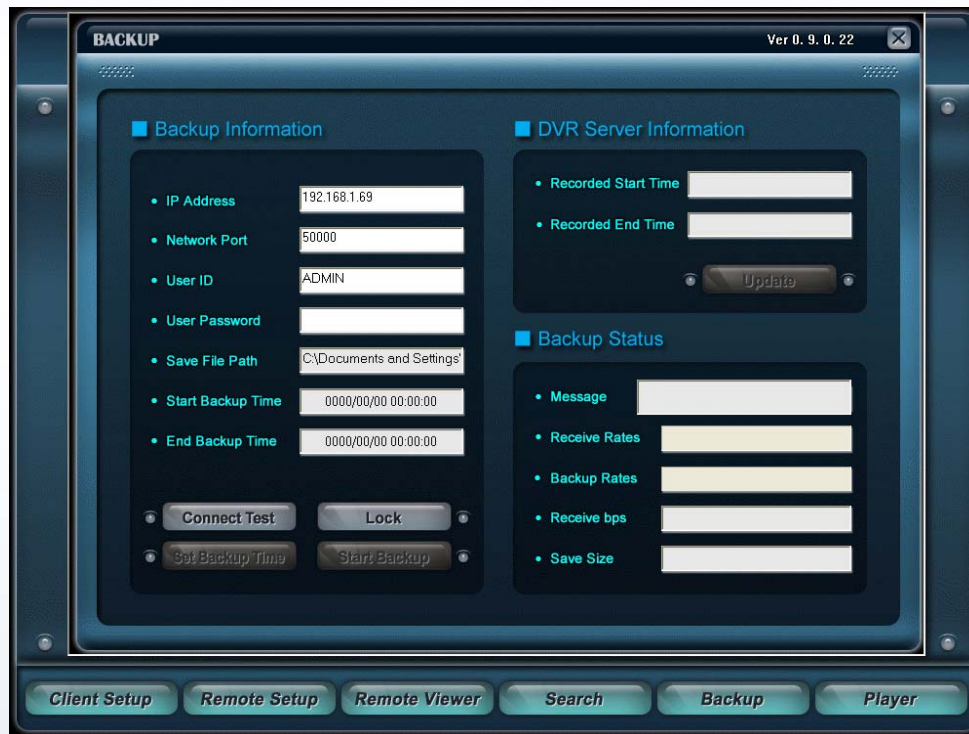 BACKUP
Ver 0. 9. 0. 22
Backup Information
IP Address
192.168.1.69
Network Port
50000
User ID
ADMIN
User Password
Save File Path
C:\Documents and Settings'
Start Backup Time
0000/00/00 00:00:00
End Backup Time
0000/00/00 00:00:00
Connect Test
Lock
Set Backup Time
Start Backup
DVR Server Information
Recorded Start Time
Recorded End Time
Update
Backup Status
Message
Receive Rates
Backup Rates
Receive bps
Save Size
Client Setup
Remote Setup
Remote Viewer
Search
Backup
Player